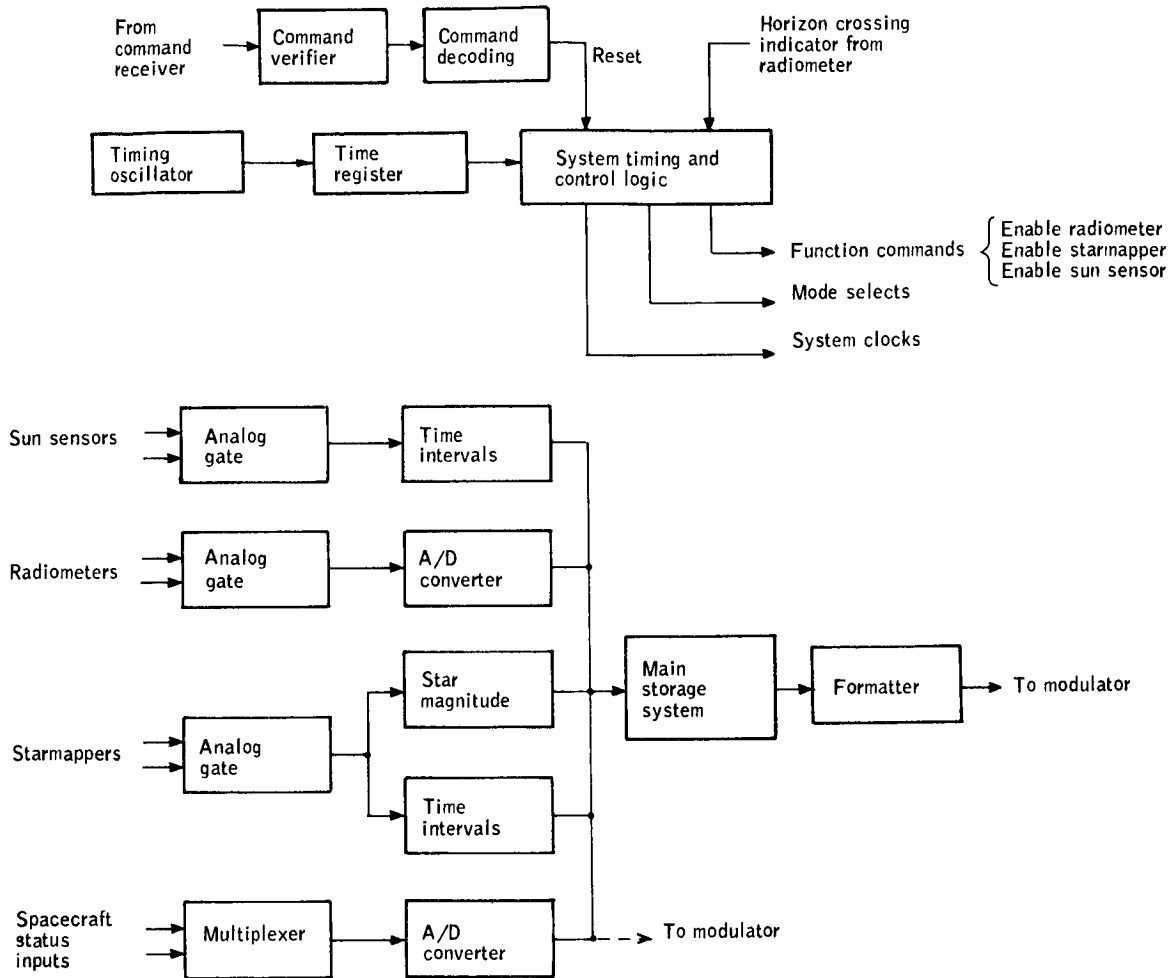 From
command
receiver
Command
verifier
Command
decoding
Reset
Horizon crossing
indicator from
radiometer
Timing
oscillator
Time
register
System timing and
control logic
Function commands
Enable radiometer
Enable starmapper
Enable sun sensor
Mode selects
System clocks
Sun sensors
Analog
gate
Time
intervals
Radiometers
Analog
gate
A/D
converter
Starmappers
Analog
gate
Star
magnitude
Time
intervals
Main
storage
system
Formatter
To modulator
Spacecraft
status
inputs
Multiplexer
A/D
converter
To modulator